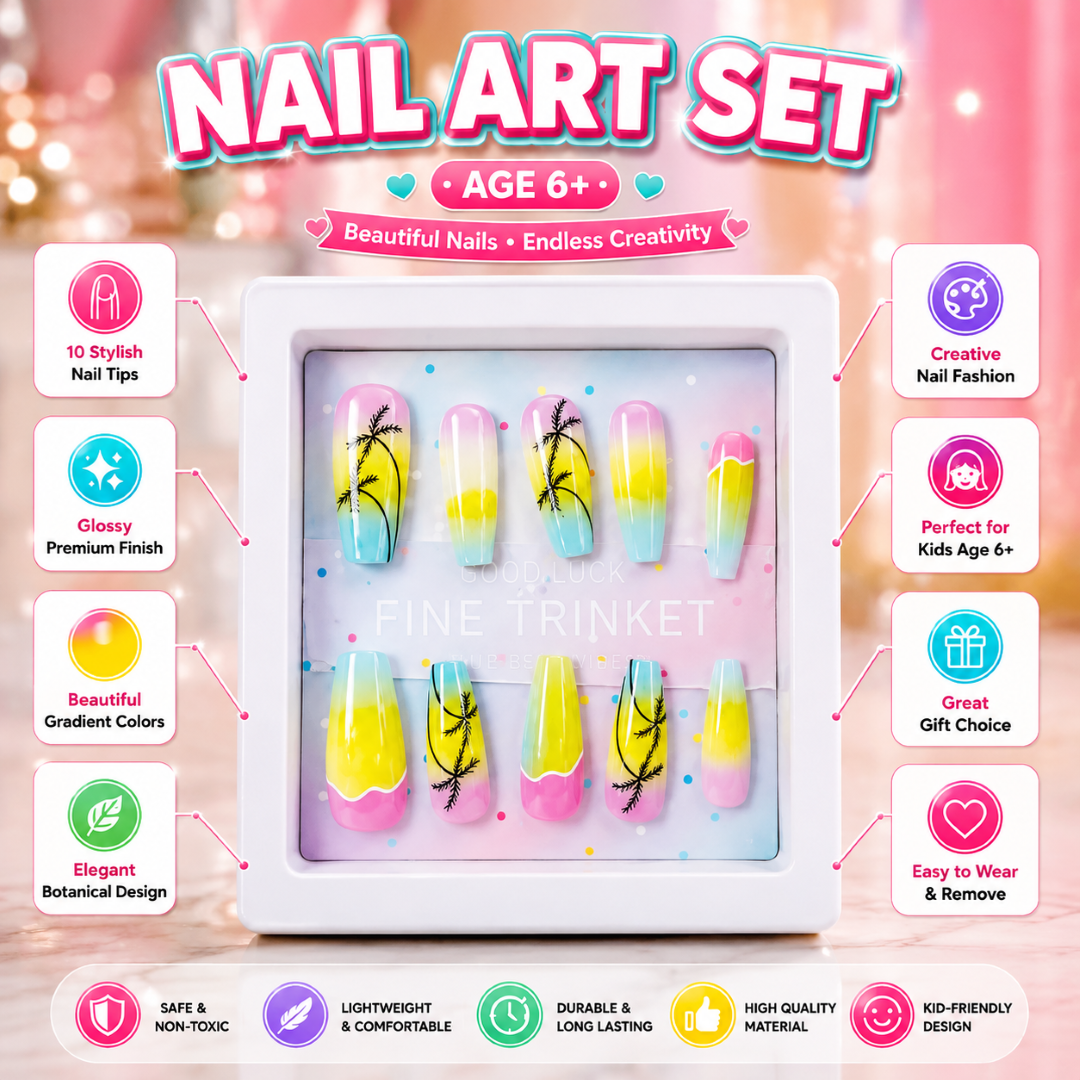 NAIL ART SET
• AGE 6+ •
Beautiful Nails • Endless Creativity
10 Stylish
Nail Tips
Glossy
Premium Finish
Beautiful
Gradient Colors
Elegant
Botanical Design
Creative
Nail Fashion
Perfect for
Kids Age 6+
Great
Gift Choice
Easy to Wear
& Remove
GOOD LUCK
FINE TRINKET
SAFE &
NON-TOXIC
LIGHTWEIGHT
& COMFORTABLE
DURABLE &
LONG LASTING
HIGH QUALITY
MATERIAL
KID-FRIENDLY
DESIGN